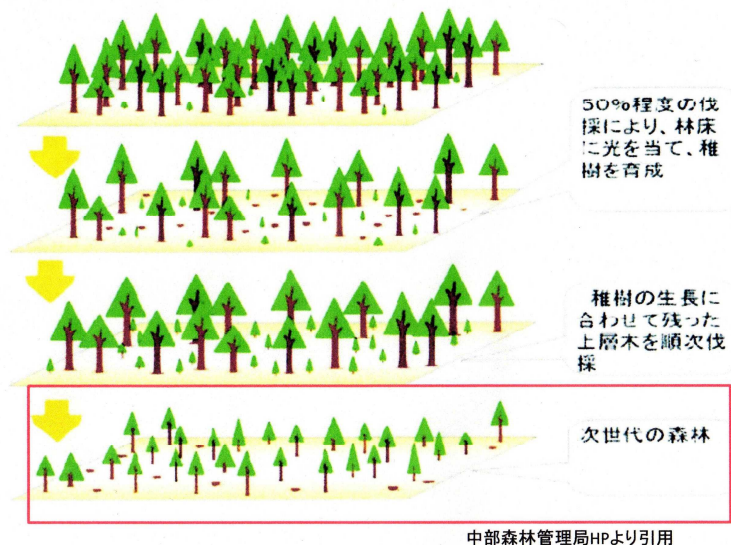 50%程度の伐
採により、林床
に光を当て、稚
樹を育成
稚樹の生長に
合わせて残った
上層木を順次伐
採
次世代の森林
中部森林管理局HPより引用